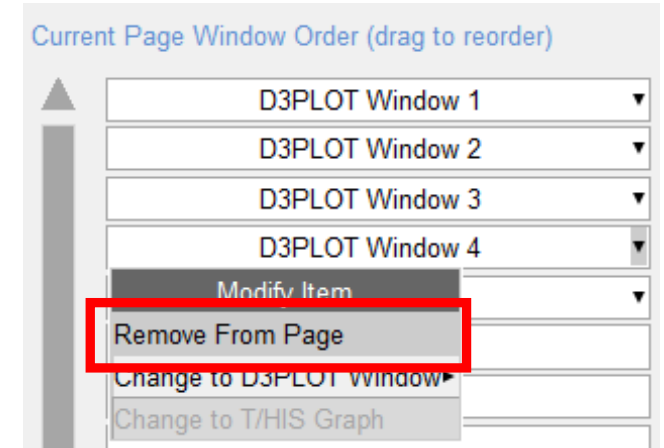 Current Page Window Order (drag to reorder)
D3PLOT Window 1
D3PLOT Window 2
D3PLOT Window 3
D3PLOT Window 4
Modify Item
Remove From Page
Change to D3PLOT Window
Change to T/HIS Graph